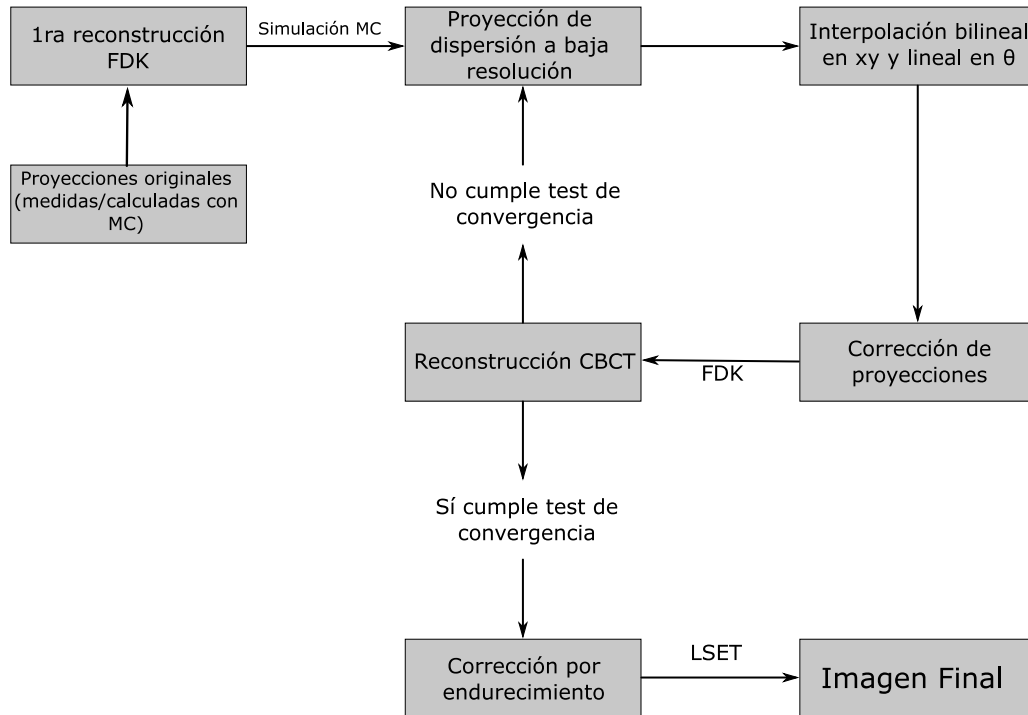 1ra reconstrucción
FDK
Simulación MC
Proyección de
dispersión a baja
resolución
Interpolación bilineal
en xy y lineal en θ
Proyecciones originales
(medidas/calculadas con
MC)
No cumple test de
convergencia
Reconstrucción CBCT
FDK
Corrección de
proyecciones
Sí cumple test de
convergencia
Corrección por
endurecimiento
LSET
Imagen Final